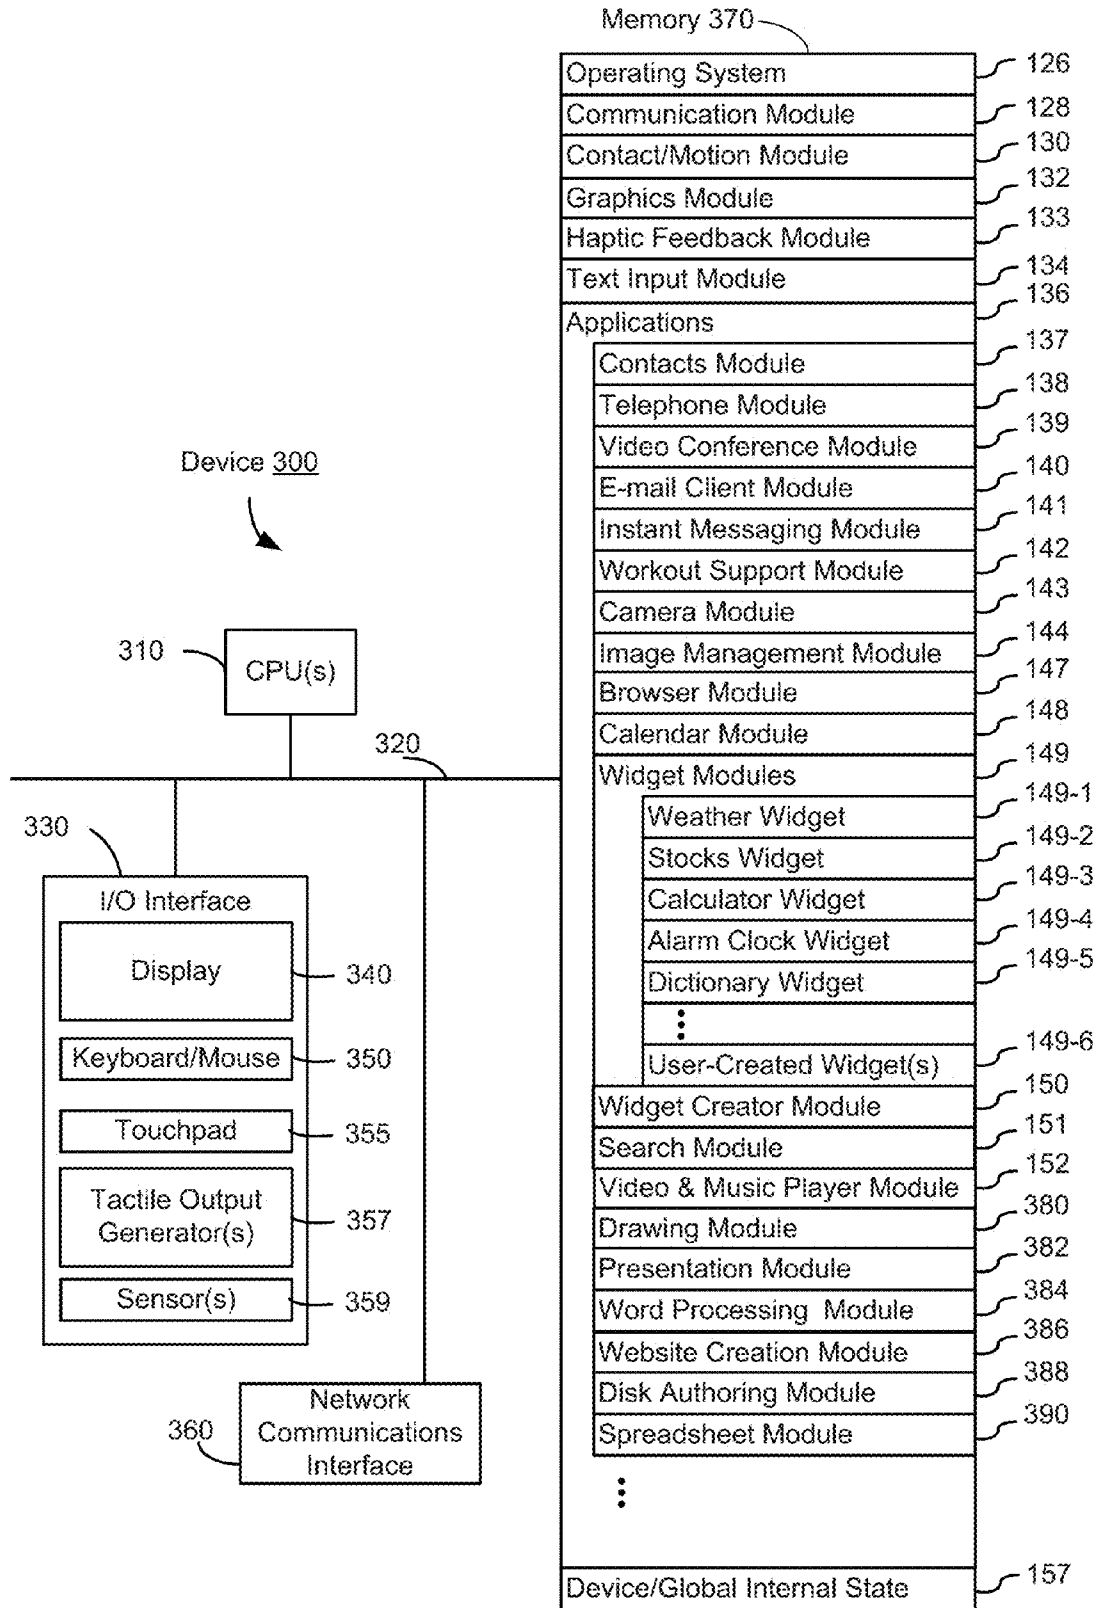 Memory 370
Operating System 126
Communication Module 128
Contact/Motion Module 130
Graphics Module 132
Haptic Feedback Module 133
Text Input Module 134
Applications 136
Contacts Module 137
Telephone Module 138
Video Conference Module 139
E-mail Client Module 140
Instant Messaging Module 141
Workout Support Module 142
Camera Module 143
Image Management Module 144
Browser Module 147
Calendar Module 148
Widget Modules 149
Weather Widget 149-1
Stocks Widget 149-2
Calculator Widget 149-3
Alarm Clock Widget 149-4
Dictionary Widget 149-5
User-Created Widget(s) 149-6
Widget Creator Module 150
Search Module 151
Video & Music Player Module 152
Drawing Module 380
Presentation Module 382
Word Processing Module 384
Website Creation Module 386
Disk Authoring Module 388
Spreadsheet Module 390
Device/Global Internal State 157
Device 300
310
CPU(s)
320
330
I/O Interface
Display 340
Keyboard/Mouse 350
Touchpad 355
Tactile Output
Generator(s) 357
Sensor(s) 359
360
Network
Communications
Interface